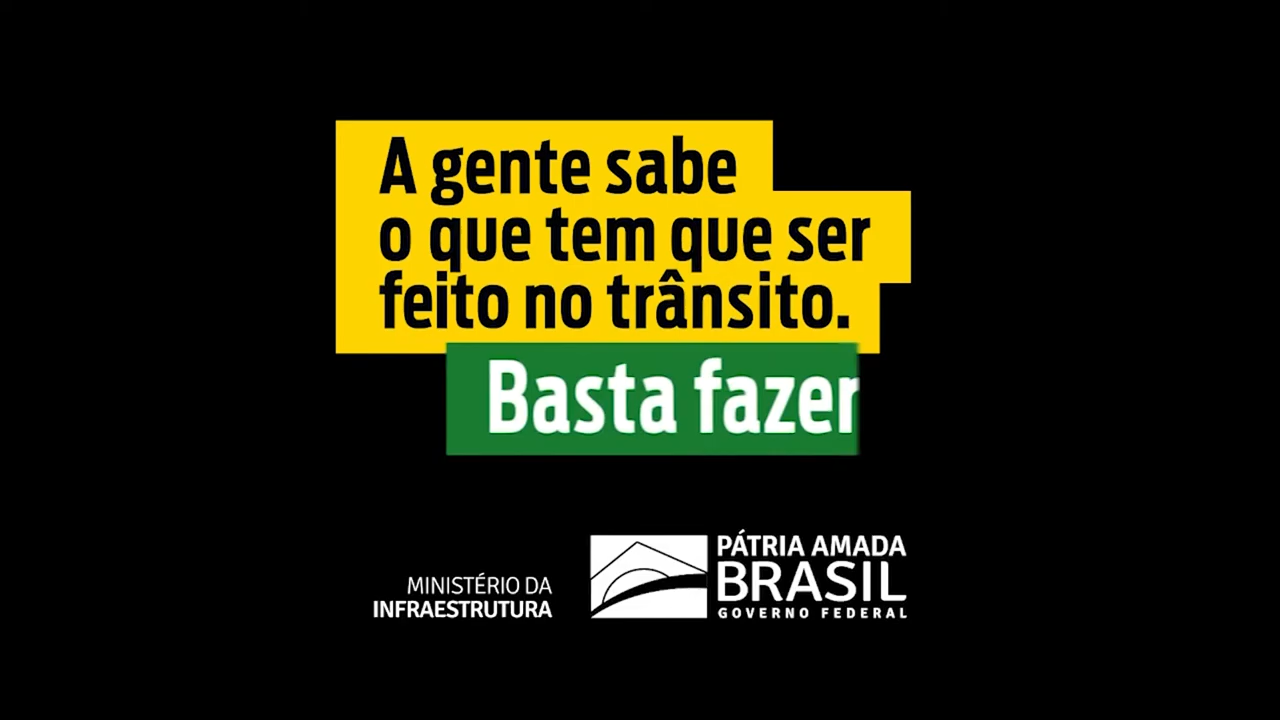 A gente sabe
o que tem que ser
feito no trânsito.
Basta fazer
MINISTÉRIO DA
INFRAESTRUTURA
PÁTRIA AMADA
BRASIL
GOVERNO FEDERAL